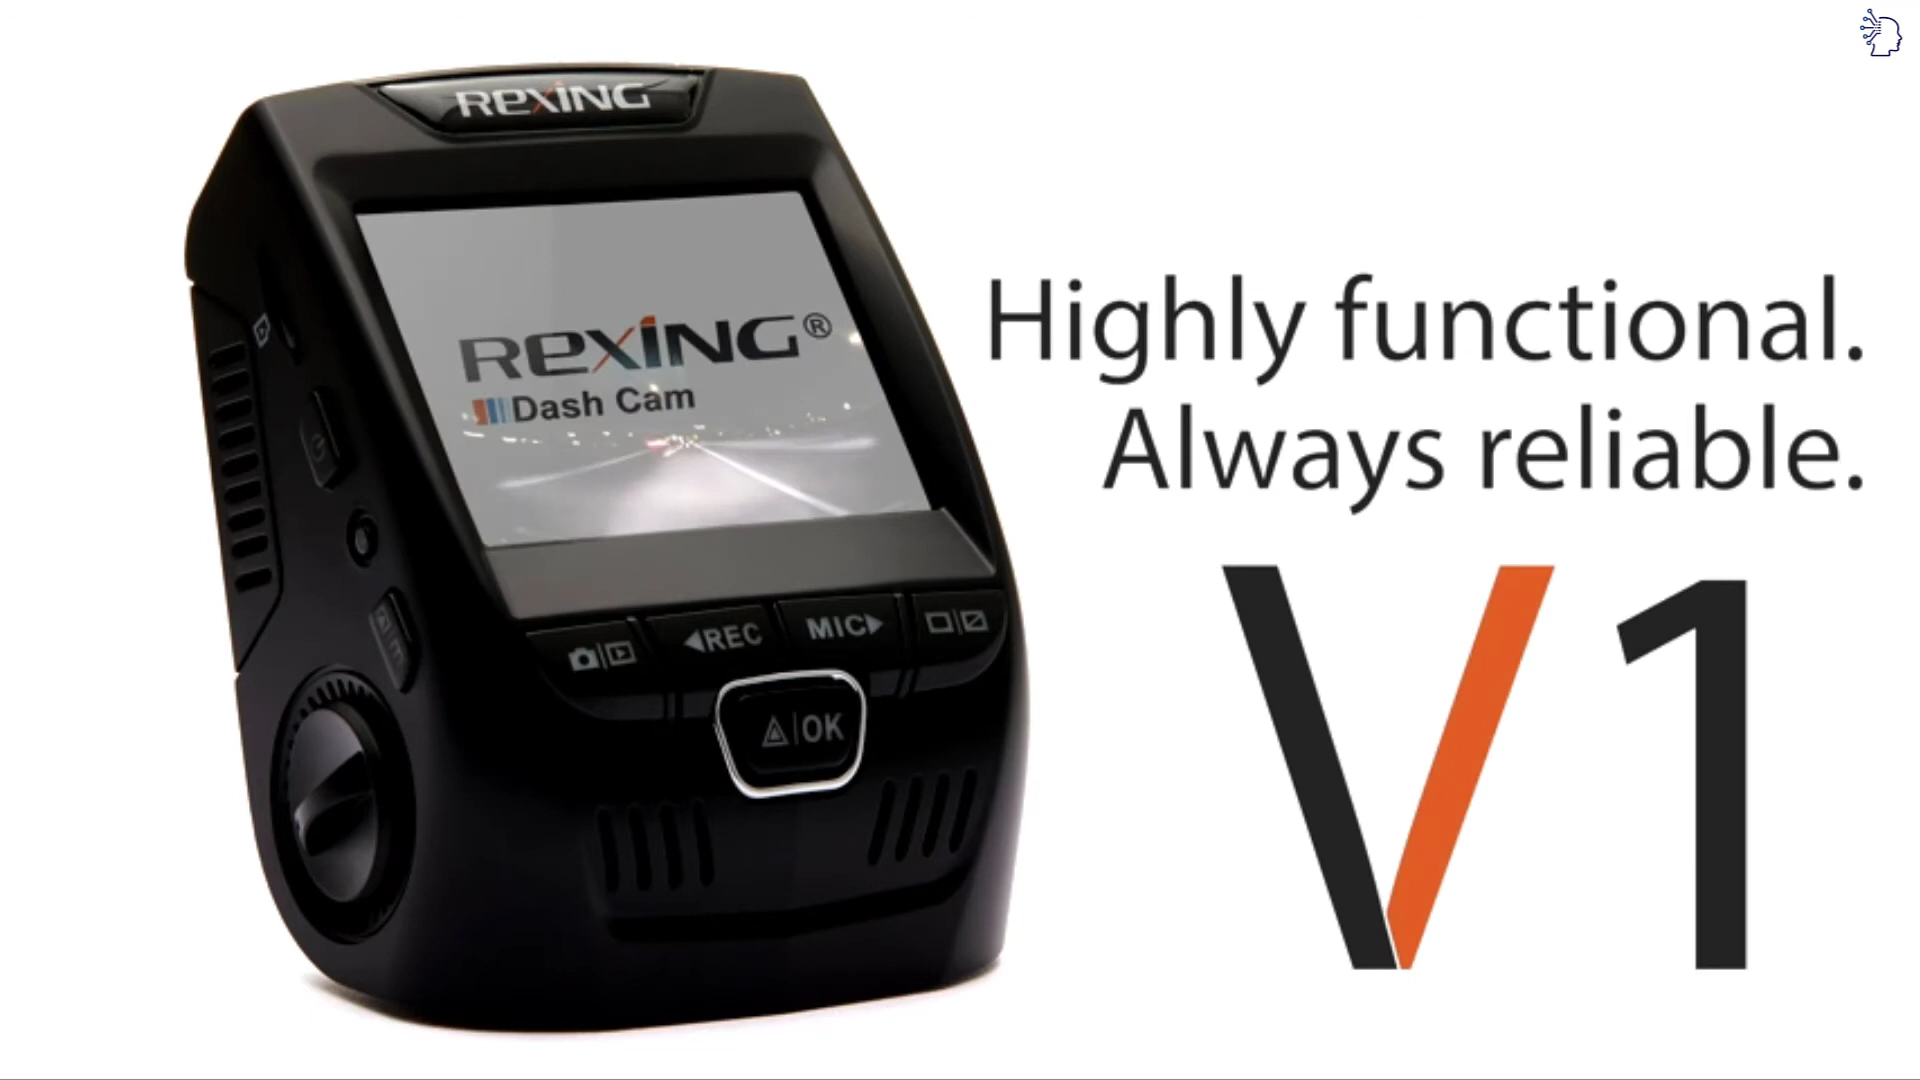 REXING
REXING®
Dash Cam
REC
MIC
OK
Highly functional.
Always reliable.
V1